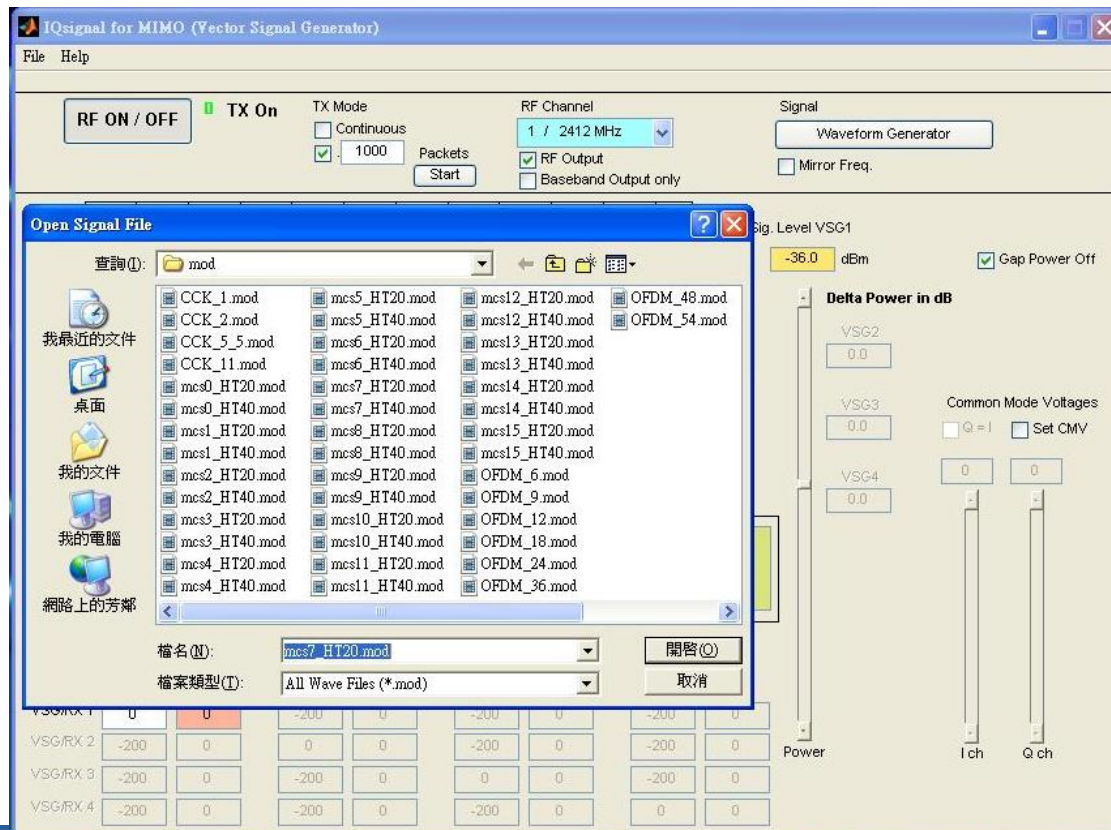 IQsignal for MIMO (Vector Signal Generator)
File Help
RF ON / OFF
TX On
TX Mode
Continuous
. 1000 Packets
Start
RF Channel
1 / 2412 MHz
RF Output
Baseband Output only
Signal
Waveform Generator
Mirror Freq.
Open Signal File
查詢(I): mod
我最近的文件
桌面
我的文件
我的電腦
網路上的芳鄰
CCK_1.mod
CCK_2.mod
CCK_5_5.mod
CCK_11.mod
mcs0_HT20.mod
mcs0_HT40.mod
mcs1_HT20.mod
mcs1_HT40.mod
mcs2_HT20.mod
mcs2_HT40.mod
mcs3_HT20.mod
mcs3_HT40.mod
mcs4_HT20.mod
mcs4_HT40.mod
mcs5_HT20.mod
mcs5_HT40.mod
mcs6_HT20.mod
mcs6_HT40.mod
mcs7_HT20.mod
mcs7_HT40.mod
mcs8_HT20.mod
mcs8_HT40.mod
mcs9_HT20.mod
mcs9_HT40.mod
mcs10_HT20.mod
mcs10_HT40.mod
mcs11_HT20.mod
mcs11_HT40.mod
mcs12_HT20.mod
mcs12_HT40.mod
mcs13_HT20.mod
mcs13_HT40.mod
mcs14_HT20.mod
mcs14_HT40.mod
mcs15_HT20.mod
mcs15_HT40.mod
OFDM_6.mod
OFDM_9.mod
OFDM_12.mod
OFDM_18.mod
OFDM_24.mod
OFDM_36.mod
OFDM_48.mod
OFDM_54.mod
檔名(N): mcs7_HT20.mod
開啓(O)
檔案類型(T): All Wave Files (*.mod)
取消
Sig. Level VSG1
-36.0 dBm
Gap Power Off
Delta Power in dB
VSG2
0.0
VSG3
0.0
VSG4
0.0
Common Mode Voltages
Q = I
Set CMV
0 0
Power
I ch Q ch
VSG/RX 1 0 0 -200 0 -200 0 -200 0
VSG/RX 2 -200 0 0 0 -200 0 -200 0
VSG/RX 3 -200 0 -200 0 0 0 -200 0
VSG/RX 4 -200 0 -200 0 -200 0 0 0